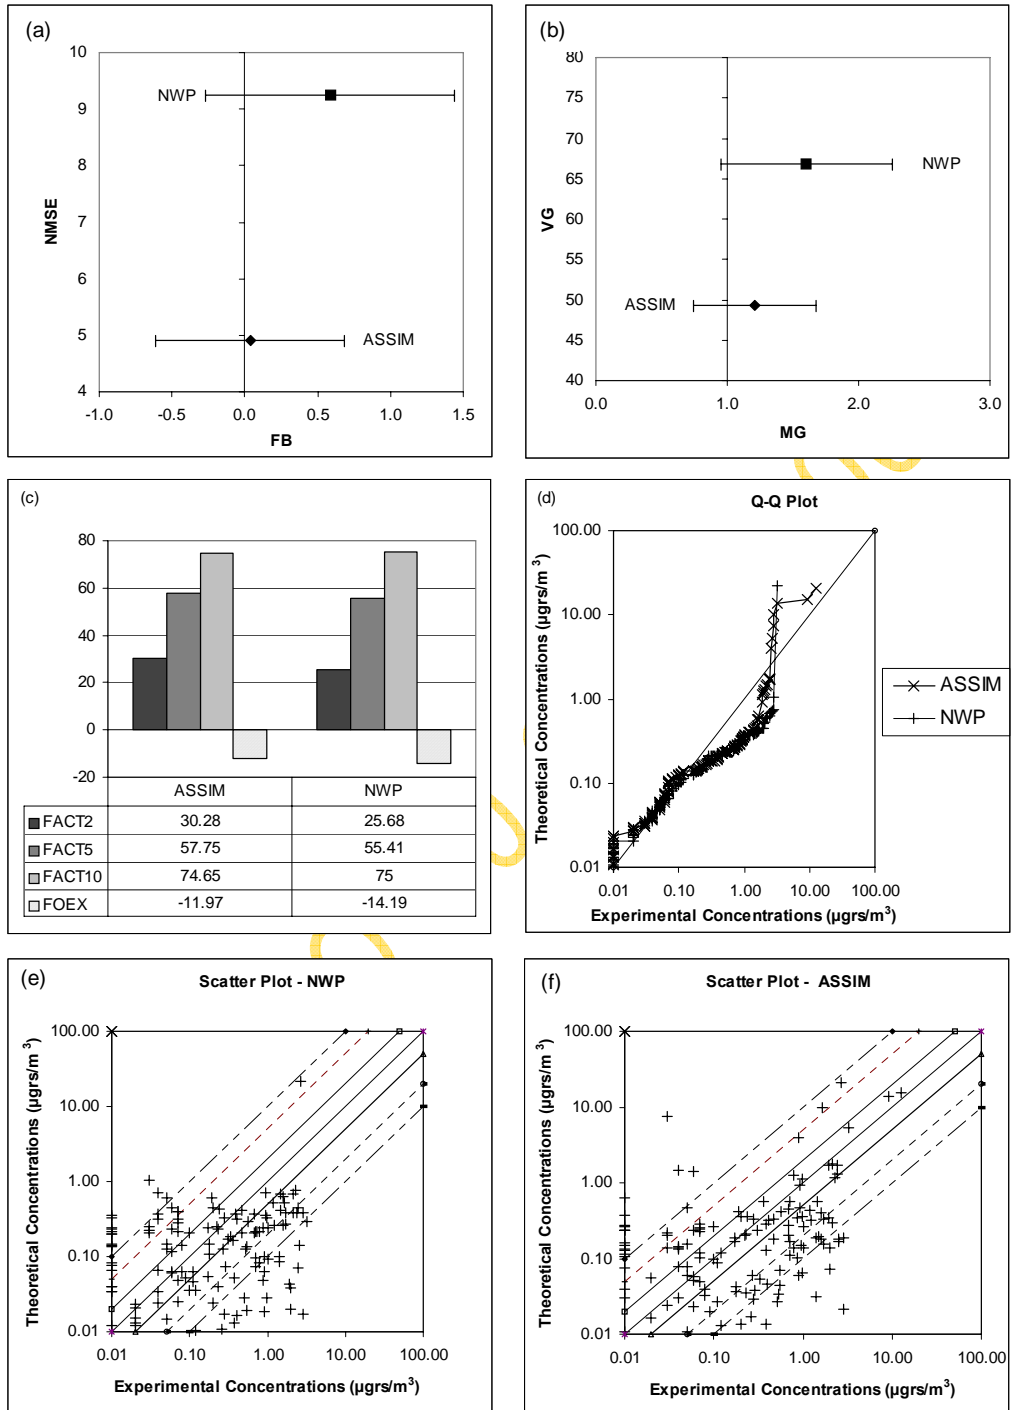 (a)
10
9
8
7
6
5
4
NMSE
NWP
ASSIM
-1.0 -0.5 0.0 0.5 1.0 1.5
FB
(b)
80
75
70
65
60
55
50
45
40
VG
NWP
ASSIM
0.0 1.0 2.0 3.0
MG
(c)
80
60
40
20
0
-20
ASSIM NWP
FACT2 30.28 25.68
FACT5 57.75 55.41
FACT10 74.65 75
FOEX -11.97 -14.19
(d)
Q-Q Plot
Theoretical Concentrations (µgrs/m³)
100.00
10.00
1.00
0.10
0.01
0.01 0.10 1.00 10.00 100.00
Experimental Concentrations (µgrs/m³)
ASSIM
NWP
(e)
Scatter Plot - NWP
Theoretical Concentrations (µgrs/m³)
100.00
10.00
1.00
0.10
0.01
0.01 0.10 1.00 10.00 100.00
Experimental Concentrations (µgrs/m³)
(f)
Scatter Plot - ASSIM
Theoretical Concentrations (µgrs/m³)
100.00
10.00
1.00
0.10
0.01
0.01 0.10 1.00 10.00 100.00
Experimental Concentrations (µgrs/m³)